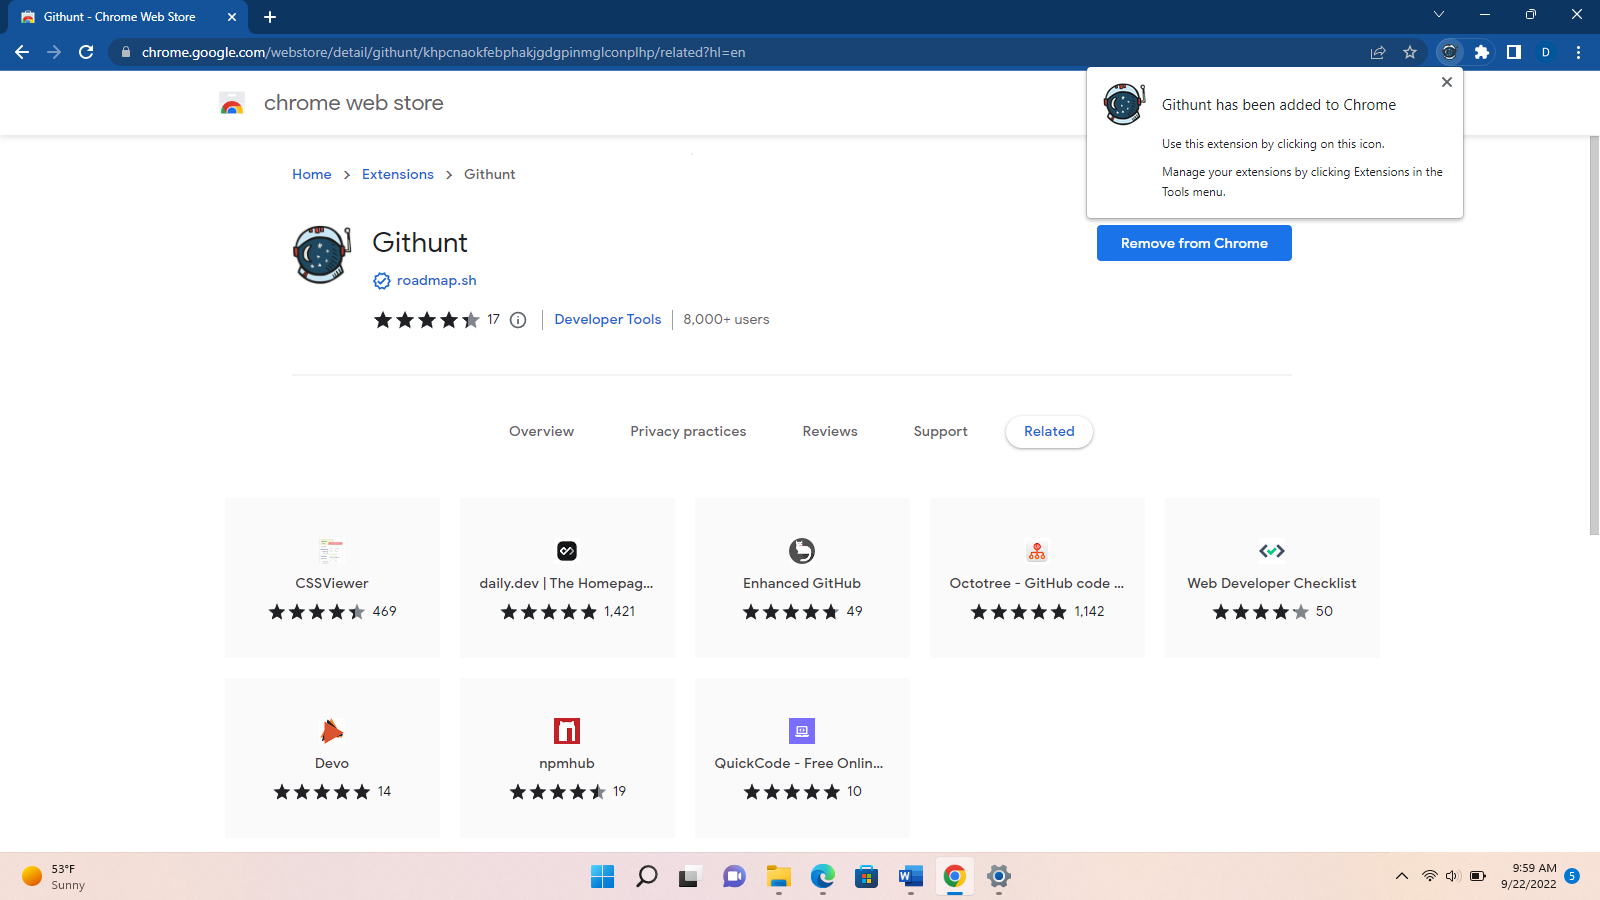 Githunt - Chrome Web Store
chrome.google.com/webstore/detail/githunt/khpcnaokfebphakjgdgpinmglconplhp/related?hl=en
D
chrome web store
Githunt has been added to Chrome
Use this extension by clicking on this icon.
Manage your extensions by clicking Extensions in the
Tools menu.
Home > Extensions > Githunt
Githunt
Remove from Chrome
roadmap.sh
17
Developer Tools
8,000+ users
Overview
Privacy practices
Reviews
Support
Related
CSSViewer
469
daily.dev | The Homepag...
1,421
Enhanced GitHub
49
Octotree - GitHub code ...
1,142
Web Developer Checklist
50
Devo
14
npmhub
19
QuickCode - Free Onlin...
10
53°F
Sunny
9:59 AM
9/22/2022
5